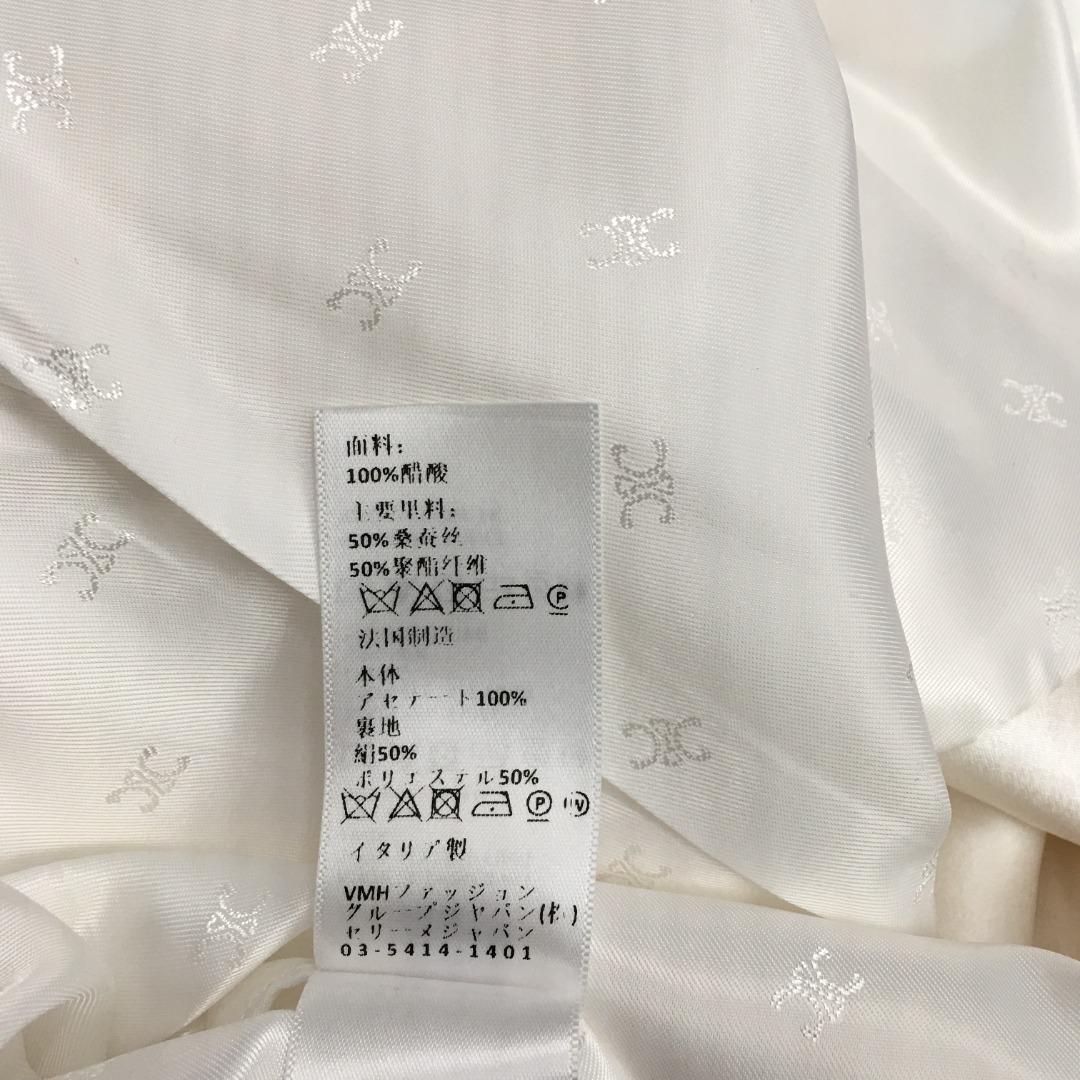 面料:
100%醋酸
主要里料:
50%桑蚕丝
50%聚酯纤维
P
法国制造
本体
アセテート100%
裏地
絹50%
ポリエステル50%
P
イタリア製
VMHファッション
グループジャパン(株)
セリーメジャパン
03-5414-1401